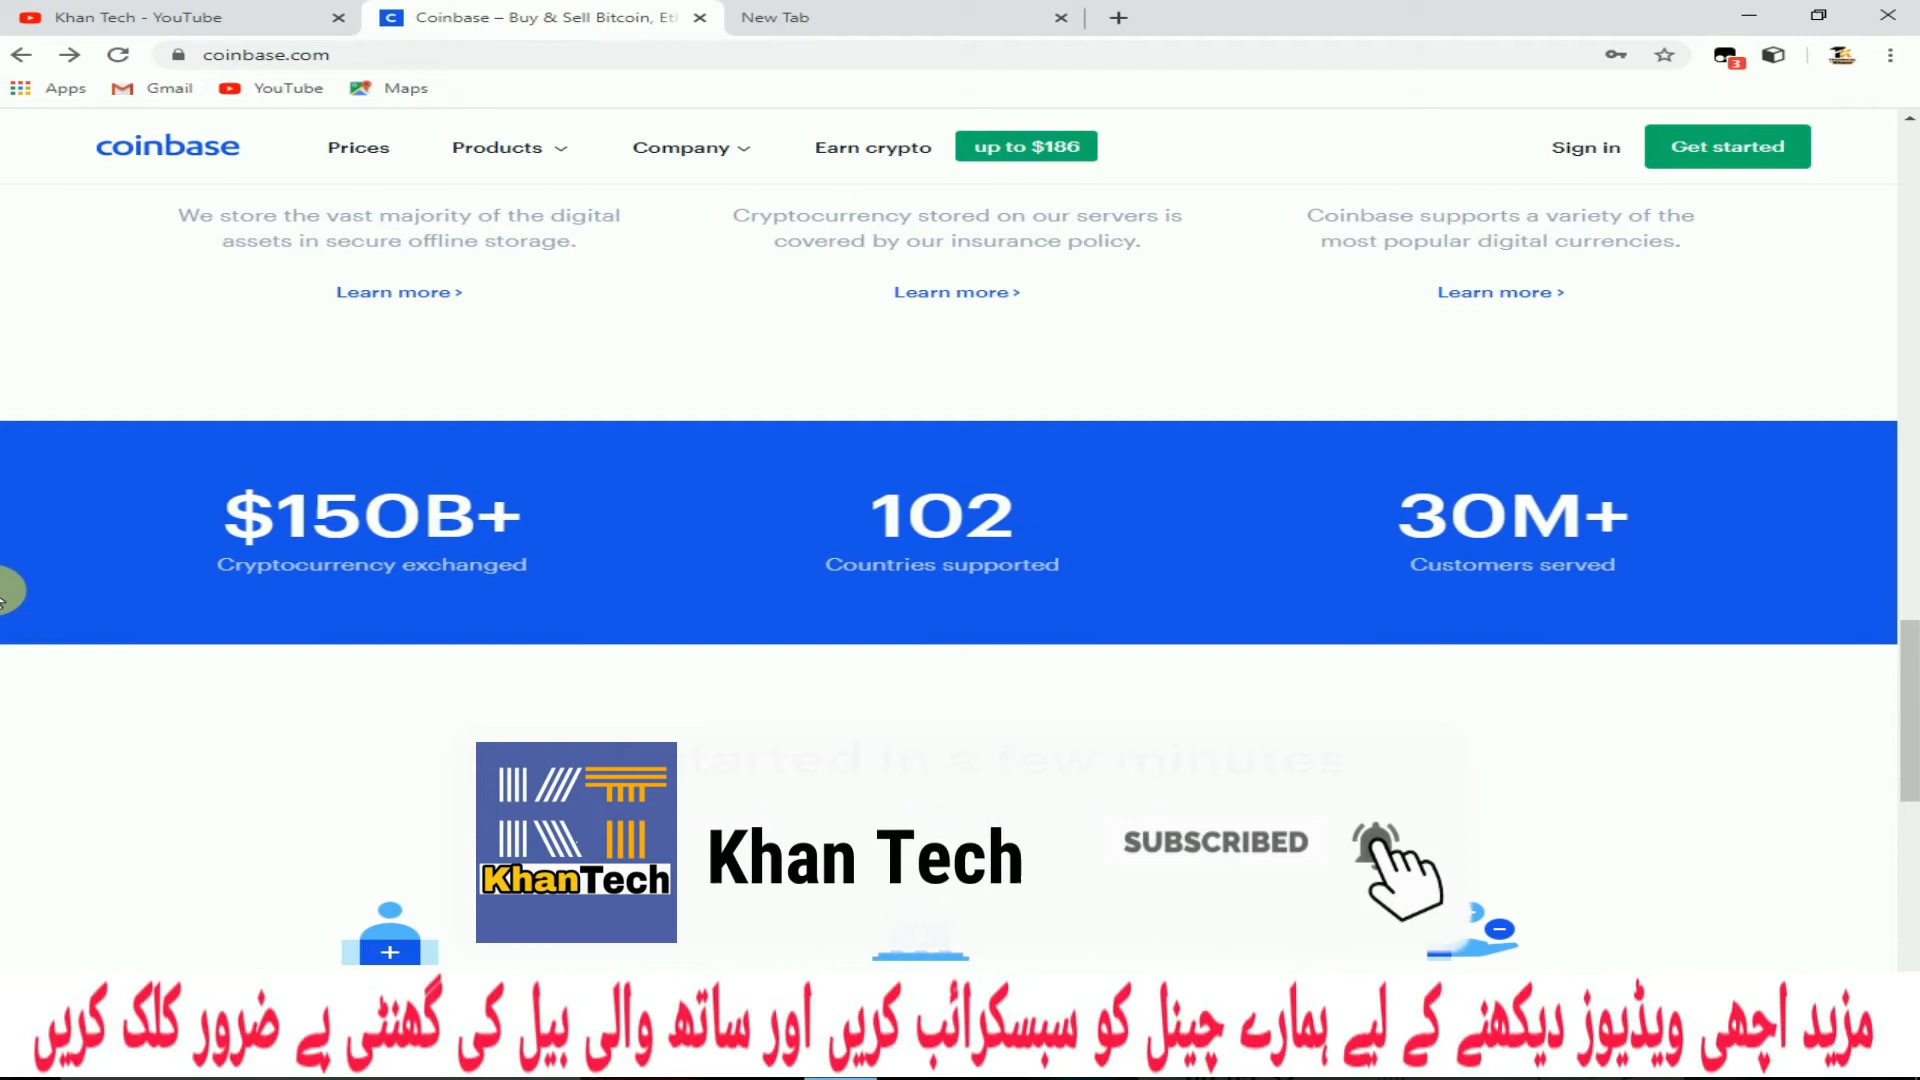 Khan Tech - YouTube
Coinbase – Buy & Sell Bitcoin, Et
New Tab
coinbase.com
3
Apps
Gmail
YouTube
Maps
coinbase
Prices
Products
Company
Earn crypto
up to $186
Sign in
Get started
We store the vast majority of the digital
assets in secure offline storage.
Learn more >
Cryptocurrency stored on our servers is
covered by our insurance policy.
Learn more >
Coinbase supports a variety of the
most popular digital currencies.
Learn more >
$150B+
Cryptocurrency exchanged
102
Countries supported
30M+
Customers served
started in a few minutes
KhanTech
Khan Tech
SUBSCRIBED
مزید اچھی ویڈیوز دیکھنے کے لیے ہمارے چینل کو سبسکرائب کریں اور ساتھ والی بیل کی گھنٹی پے ضرور کلک کریں